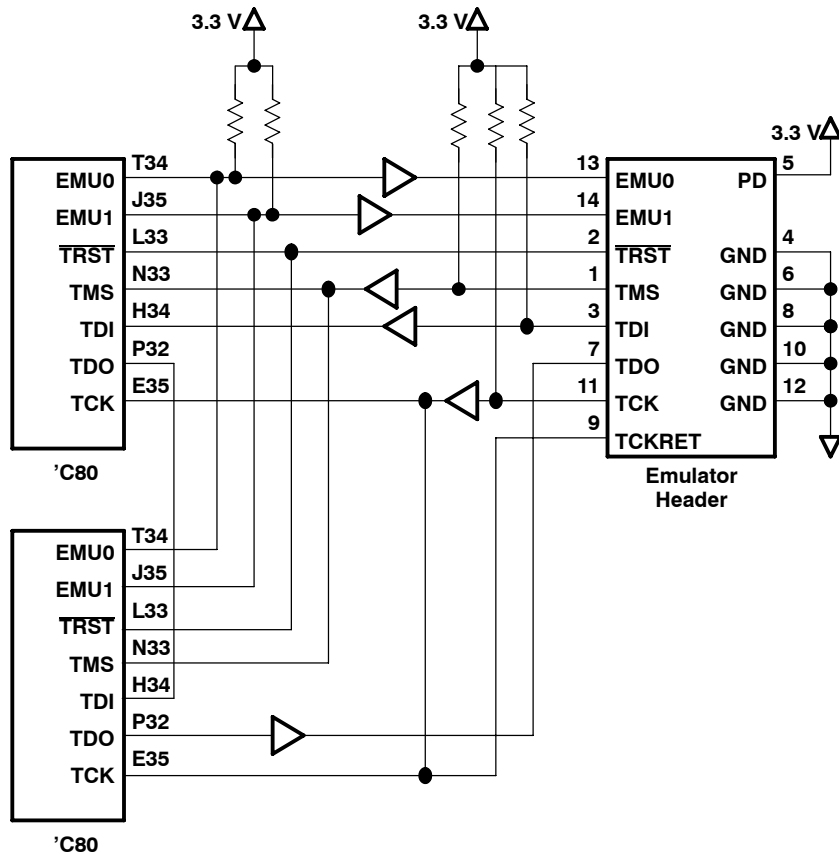 3.3 V
3.3 V
3.3 V
EMU0
EMU1
TRST
TMS
TDI
TDO
TCK
T34
J35
L33
N33
H34
P32
E35
'C80
13
14
2
1
3
7
11
9
EMU0
EMU1
TRST
TMS
TDI
TDO
TCK
TCKRET
PD
GND
GND
GND
GND
GND
5
4
6
8
10
12
Emulator
Header
EMU0
EMU1
TRST
TMS
TDI
TDO
TCK
T34
J35
L33
N33
H34
P32
E35
'C80